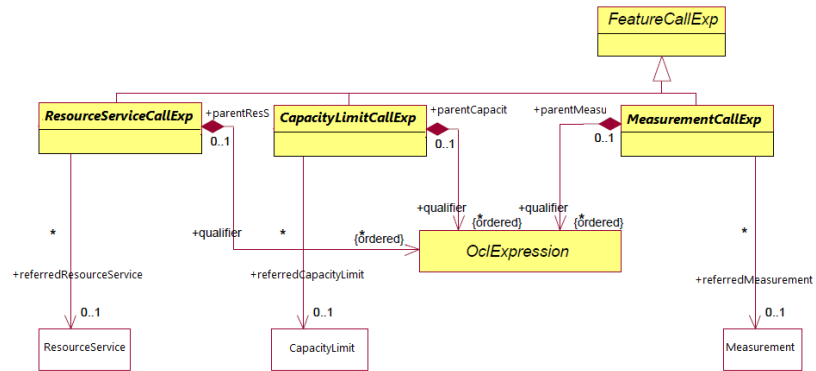 FeatureCallExp
ResourceServiceCallExp
+parentResS
0..1
CapacityLimitCallExp
+parentCapacit
0..1
+parentMeasu
0..1
MeasurementCallExp
+qualifier
*
{ordered}
+qualifier
*
{ordered}
+qualifier
*
{ordered}
OclExpression
*
*
*
+referredResourceService
+referredCapacityLimit
+referredMeasurement
0..1
0..1
0..1
ResourceService
CapacityLimit
Measurement